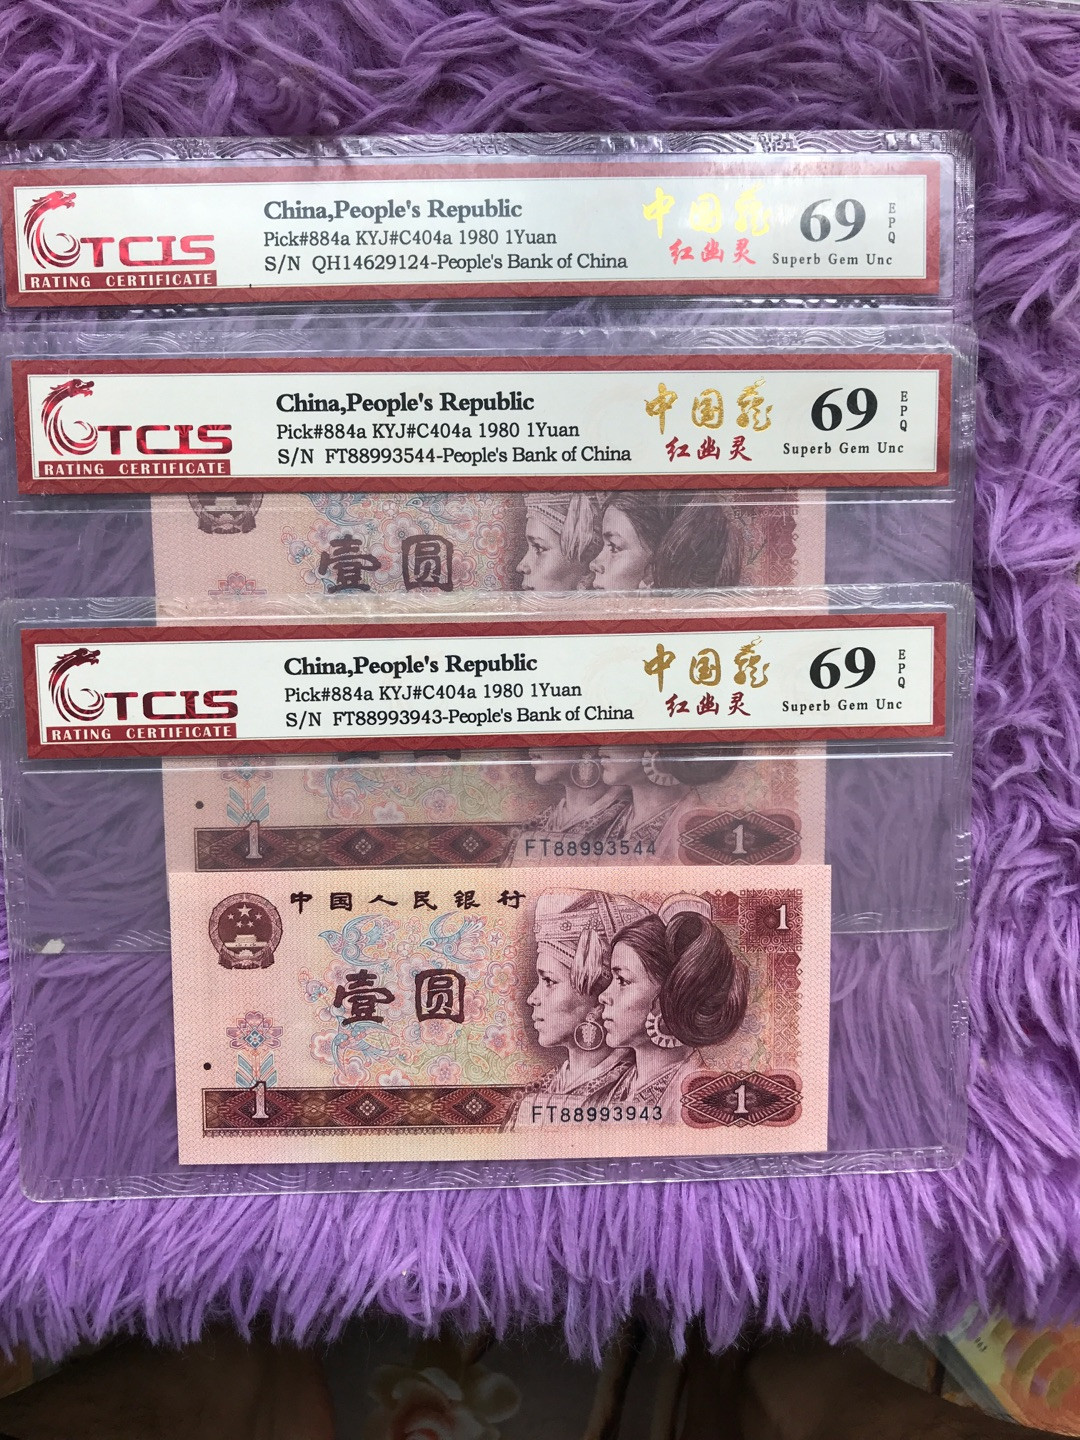 TCIS
RATING CERTIFICATE
China,People's Republic
Pick#884a KYJ#C404a 1980 1Yuan
S/N QH14629124-People's Bank of China
中国龙
红幽灵
69
EPQ
Superb Gem Unc
TCIS
RATING CERTIFICATE
China,People's Republic
Pick#884a KYJ#C404a 1980 1Yuan
S/N FT88993544-People's Bank of China
中国龙
红幽灵
69
EPQ
Superb Gem Unc
壹圆
TCIS
RATING CERTIFICATE
China,People's Republic
Pick#884a KYJ#C404a 1980 1Yuan
S/N FT88993943-People's Bank of China
中国龙
红幽灵
69
EPQ
Superb Gem Unc
1
FT88993544
1
中国人民银行
1
壹圆
1
FT88993943
1